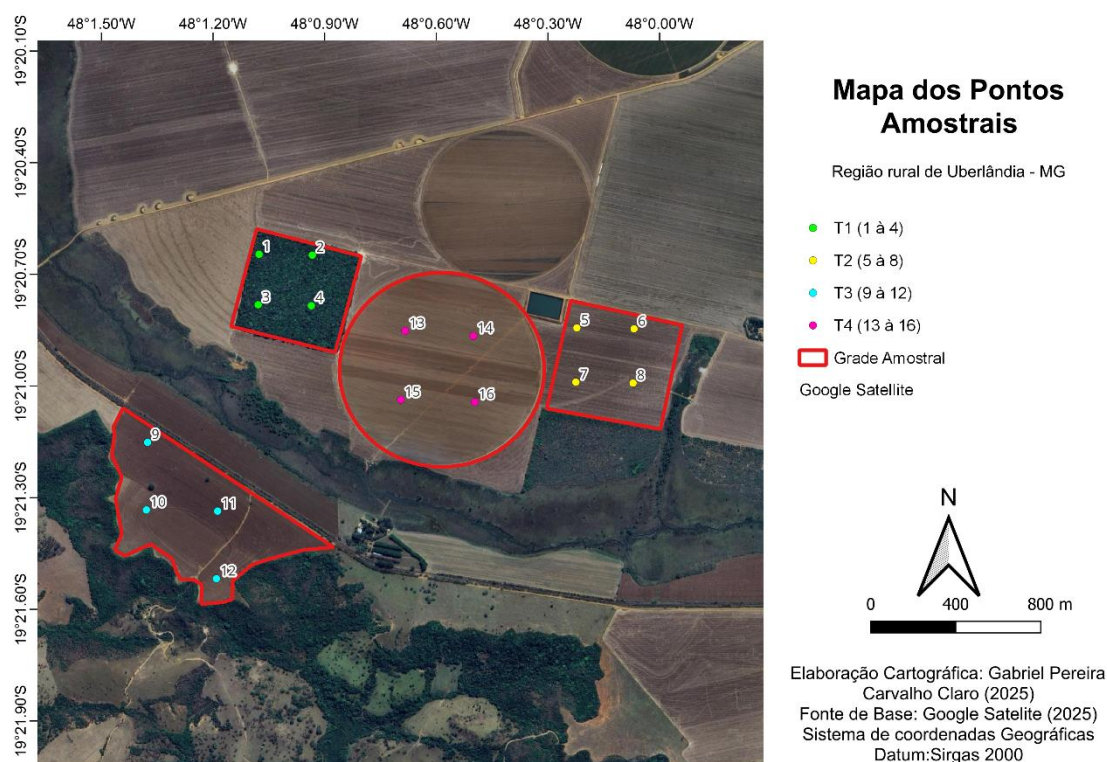 48°1.50'W 48°1.20'W 48°0.90'W 48°0.60'W 48°0.30'W 48°0.00'W
19°20.10'S
19°20.40'S
19°20.70'S
19°21.00'S
19°21.30'S
19°21.60'S
19°21.90'S
1 2
3 4
13 14
15 16
5 6
7 8
9
10 11
12
Mapa dos Pontos
Amostrais
Região rural de Uberlândia - MG
T1 (1 à 4)
T2 (5 à 8)
T3 (9 à 12)
T4 (13 à 16)
Grade Amostral
Google Satellite
N
0 400 800 m
Elaboração Cartográfica: Gabriel Pereira
Carvalho Claro (2025)
Fonte de Base: Google Satelite (2025)
Sistema de coordenadas Geográficas
Datum:Sirgas 2000